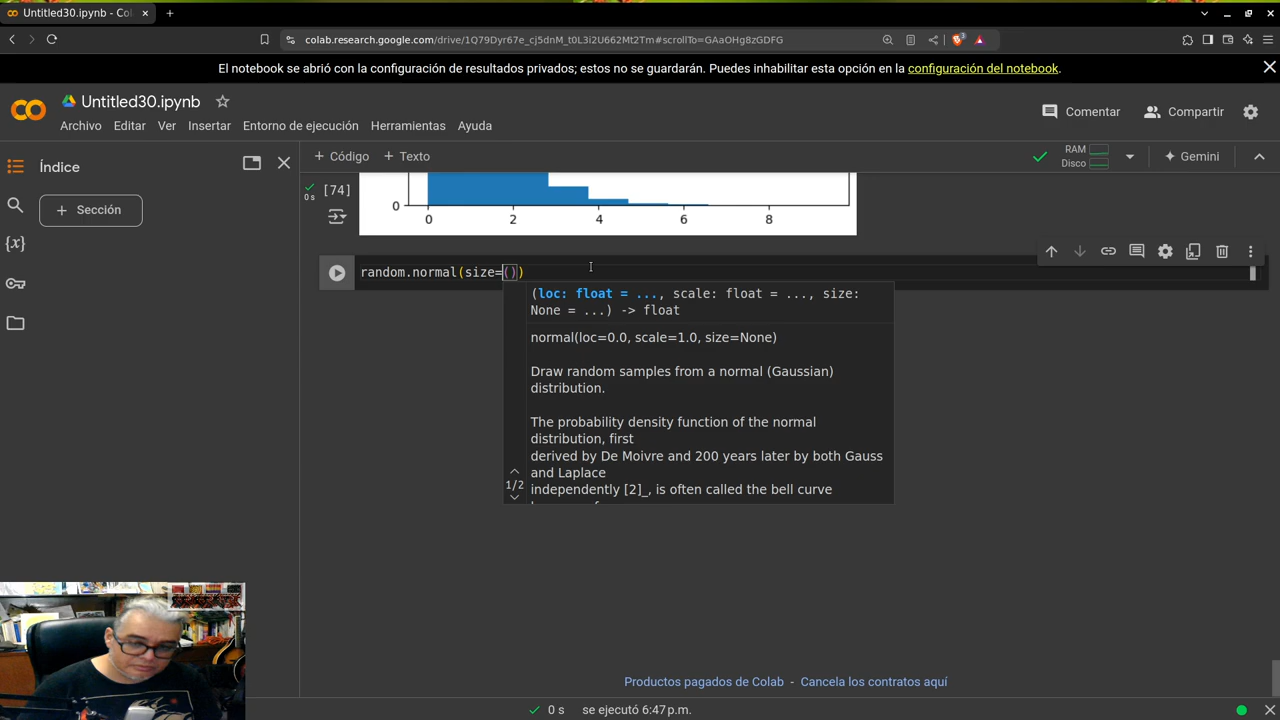 Untitled30.ipynb - Col
colab.research.google.com/drive/1Q79Dyr67e_cj5dnM_t0L3i2U662Mt2Tm#scrollTo=GAaOHg8zGDFG
3
El notebook se abrió con la configuración de resultados privados; estos no se guardarán. Puedes inhabilitar esta opción en la configuración del notebook.
Untitled30.ipynb
Archivo Editar Ver Insertar Entorno de ejecución Herramientas Ayuda
Comentar
Compartir
Índice
+ Sección
+ Código + Texto
RAM
Disco
Gemini
{x}
0 s
[74]
0
0 2 4 6 8
random.normal(size=())
(loc: float = ..., scale: float = ..., size:
None = ...) -> float
normal(loc=0.0, scale=1.0, size=None)
Draw random samples from a normal (Gaussian)
distribution.
The probability density function of the normal
distribution, first
derived by De Moivre and 200 years later by both Gauss
and Laplace
independently [2]_, is often called the bell curve
1/2
Productos pagados de Colab - Cancela los contratos aquí
0 s se ejecutó 6:47 p.m.